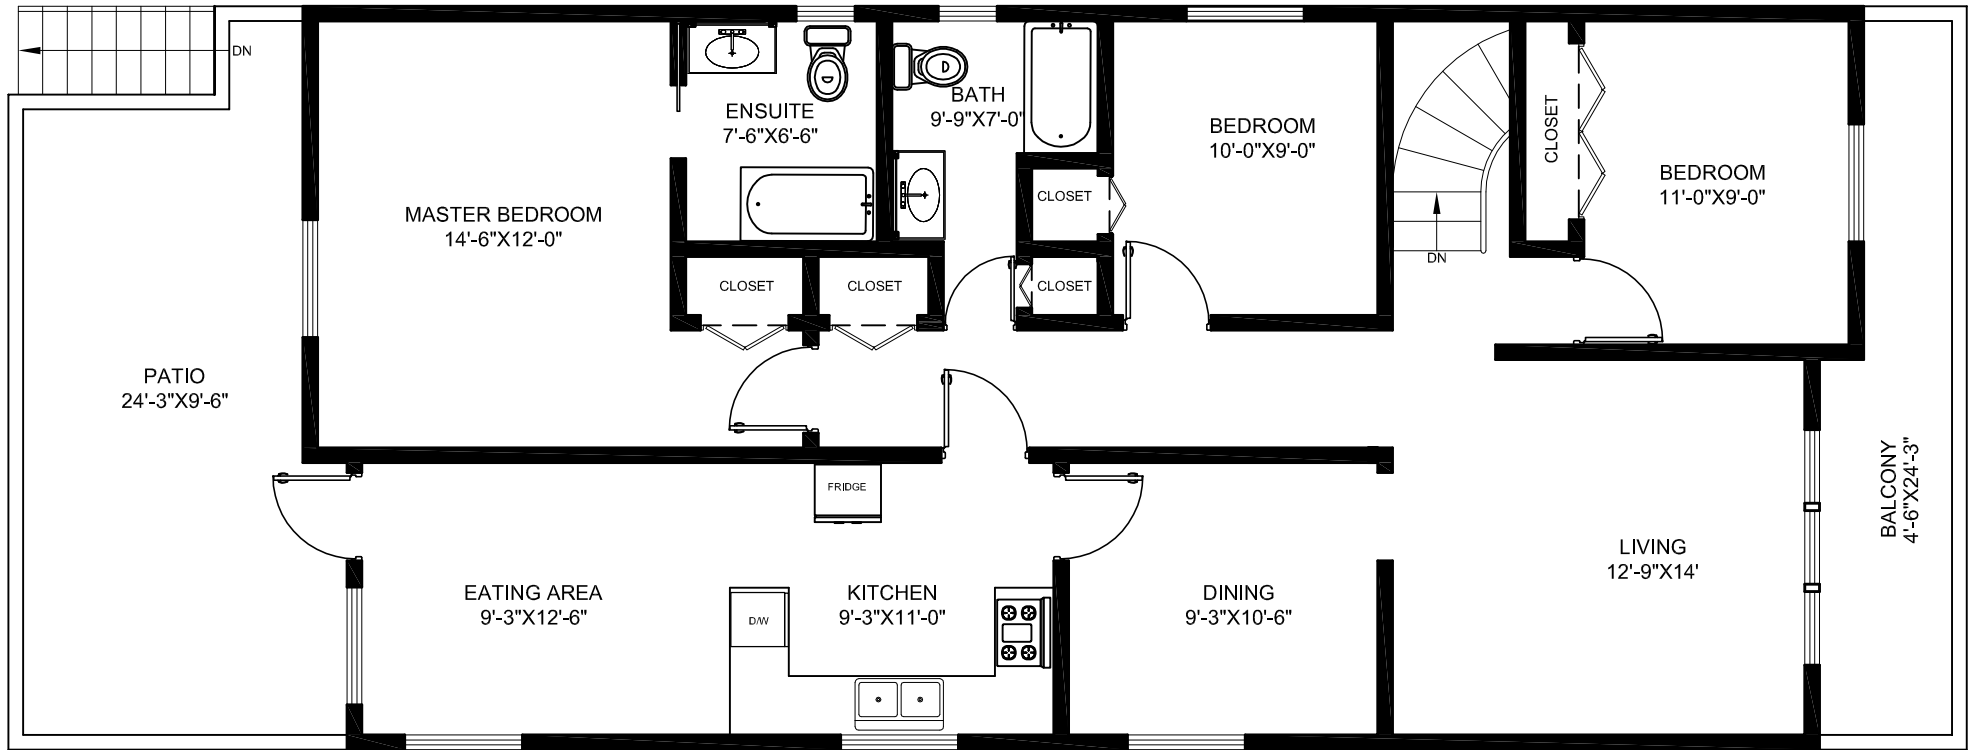 DN
ENSUITE
7'-6"X6'-6"
BATH
9'-9"X7'-0"
BEDROOM
10'-0"X9'-0"
CLOSET
BEDROOM
11'-0"X9'-0"
MASTER BEDROOM
14'-6"X12'-0"
CLOSET
DN
CLOSET
CLOSET
CLOSET
PATIO
24'-3"X9'-6"
FRIDGE
BALCONY
4'-6"X24'-3"
LIVING
12'-9"X14'
EATING AREA
9'-3"X12'-6"
D/W
KITCHEN
9'-3"X11'-0"
DINING
9'-3"X10'-6"